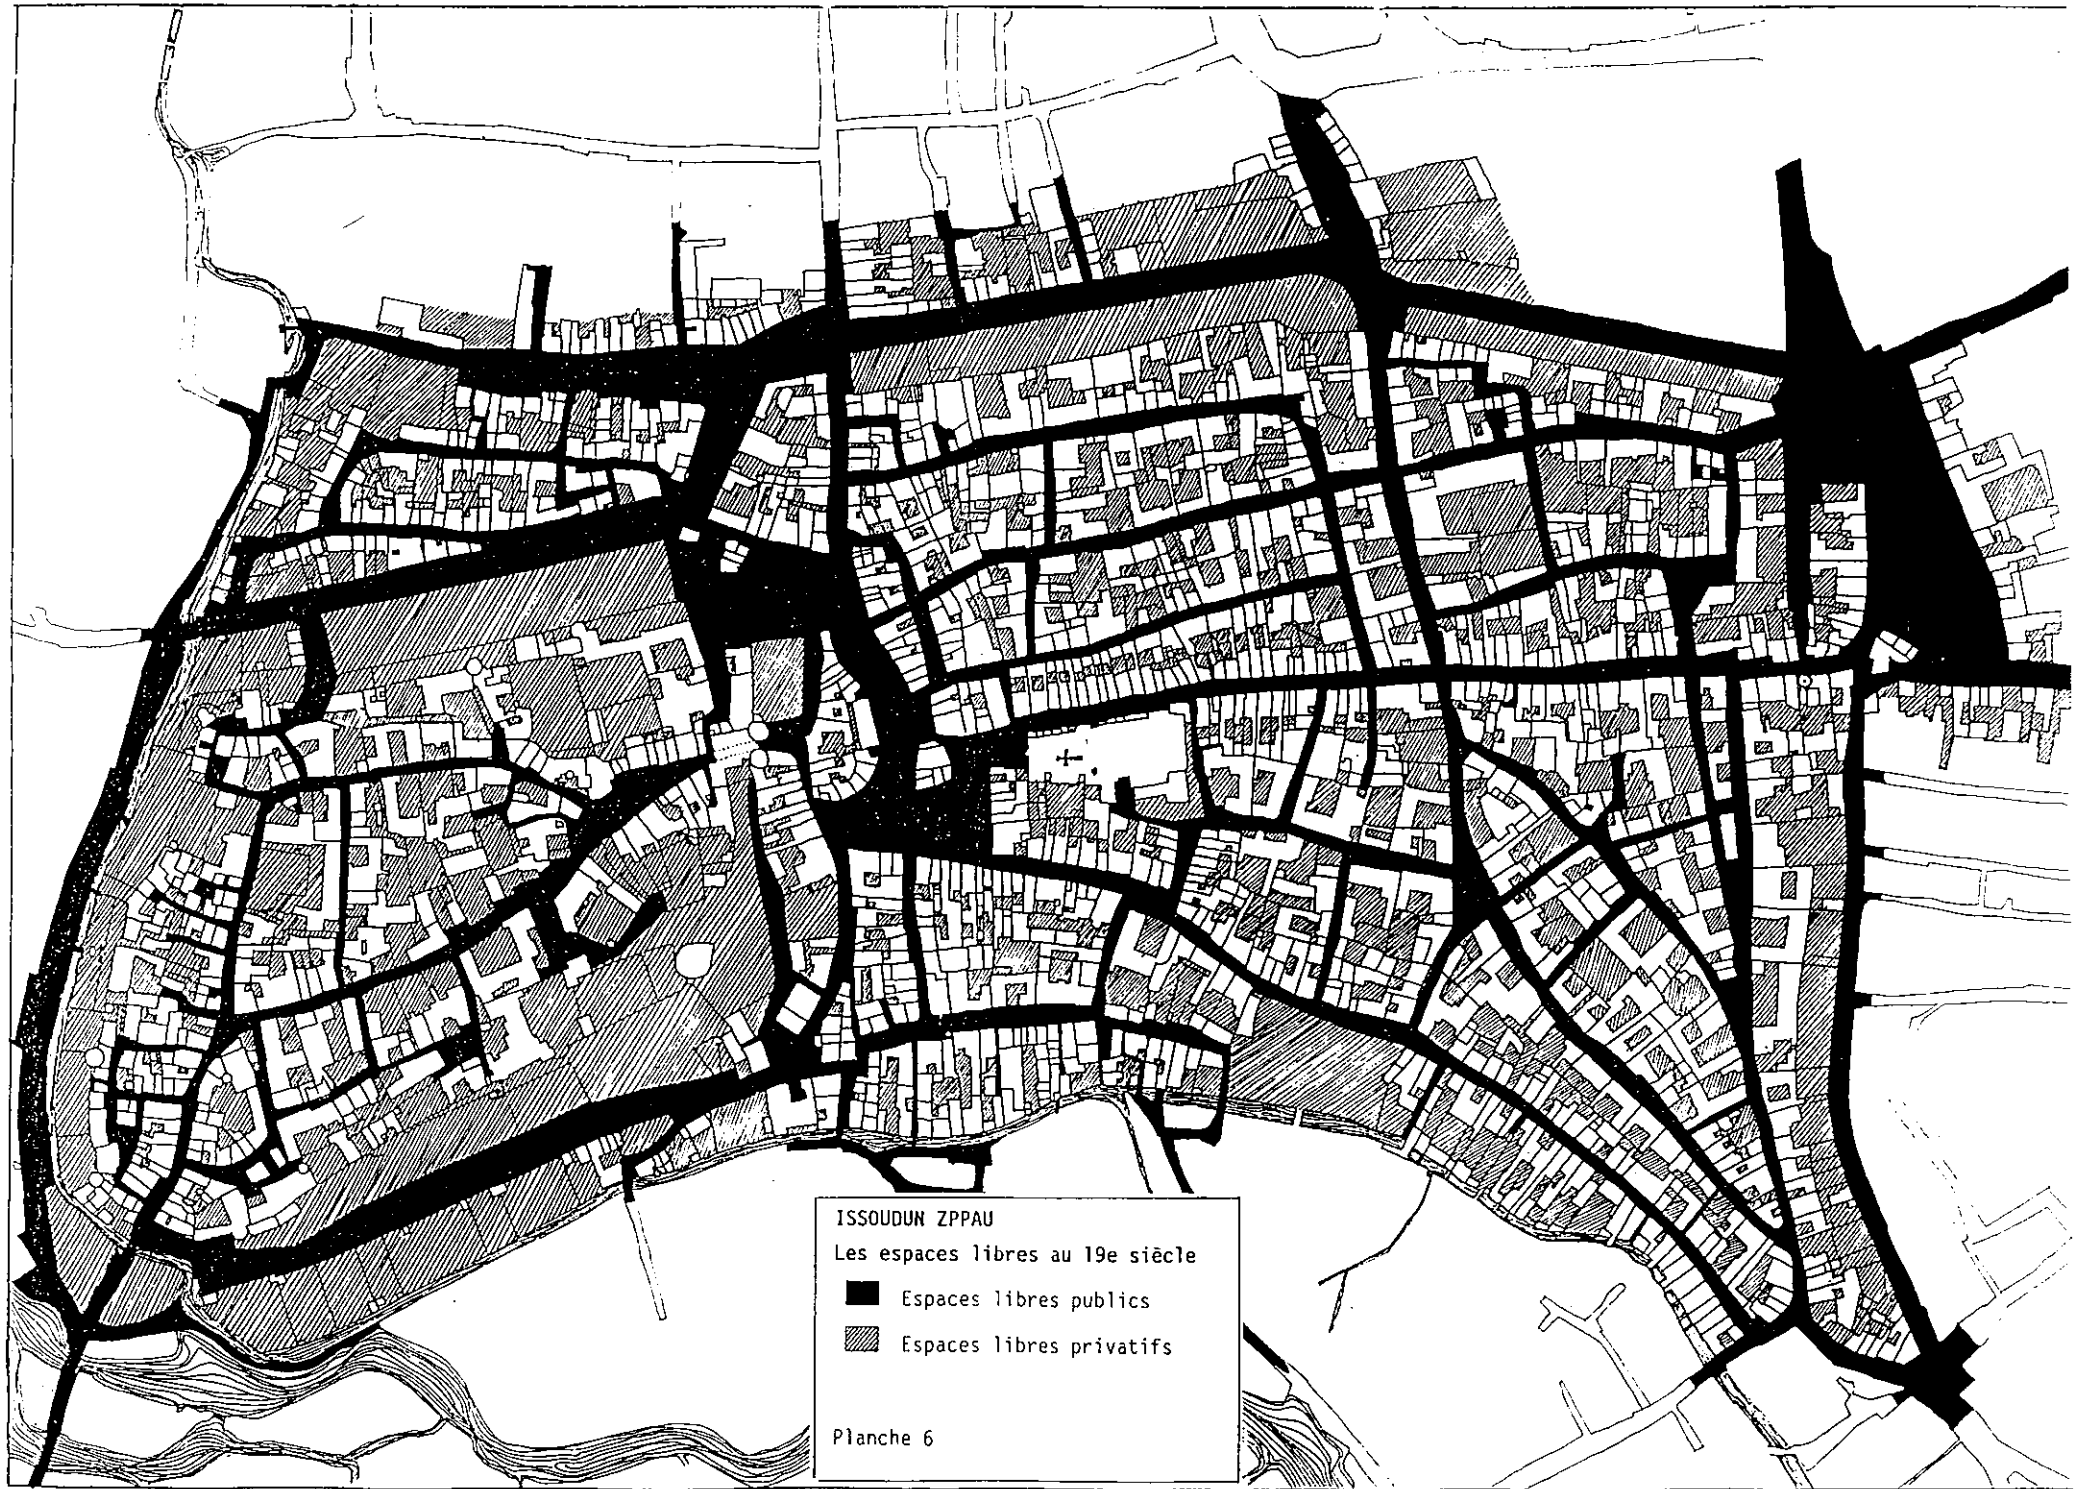 ISSOUDUN ZPPAU
Les espaces libres au 19e siècle
Espaces libres publics
Espaces libres privatifs
Planche 6